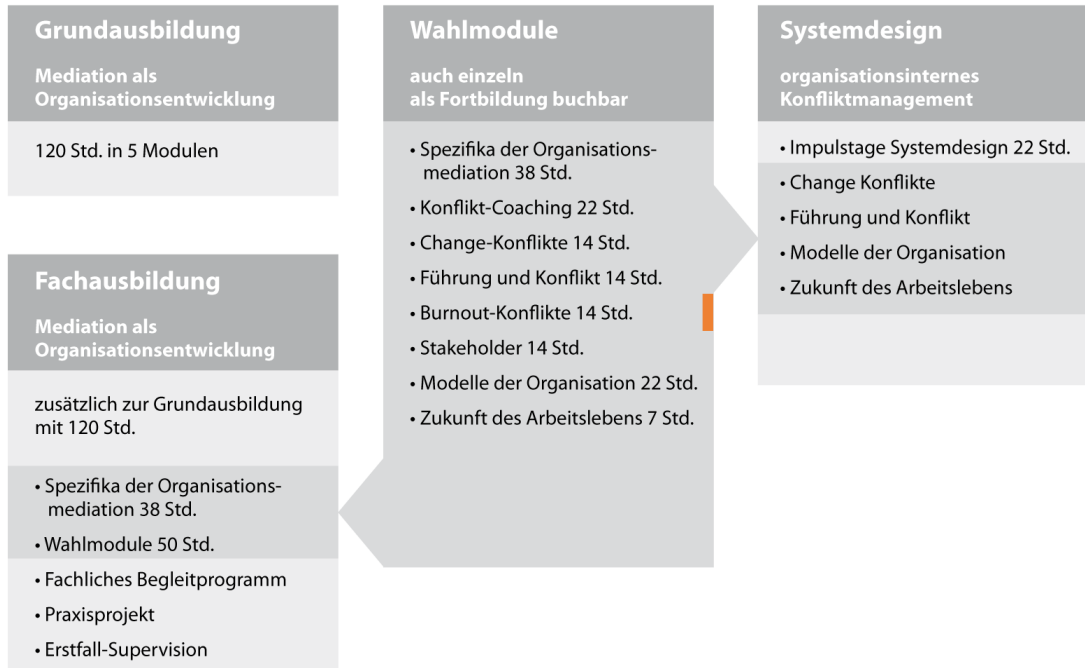 Grundausbildung
Mediation als
Organisationsentwicklung
120 Std. in 5 Modulen
Fachausbildung
Mediation als
Organisationsentwicklung
zusätzlich zur Grundausbildung
mit 120 Std.
• Spezifika der Organisations-
mediation 38 Std.
• Wahlmodule 50 Std.
• Fachliches Begleitprogramm
• Praxisprojekt
• Erstfall-Supervision
Wahlmodule
auch einzeln
als Fortbildung buchbar
• Spezifika der Organisations-
mediation 38 Std.
• Konflikt-Coaching 22 Std.
• Change-Konflikte 14 Std.
• Führung und Konflikt 14 Std.
• Burnout-Konflikte 14 Std.
• Stakeholder 14 Std.
• Modelle der Organisation 22 Std.
• Zukunft des Arbeitslebens 7 Std.
Systemdesign
organisationsinternes
Konfliktmanagement
• Impulstage Systemdesign 22 Std.
• Change Konflikte
• Führung und Konflikt
• Modelle der Organisation
• Zukunft des Arbeitslebens